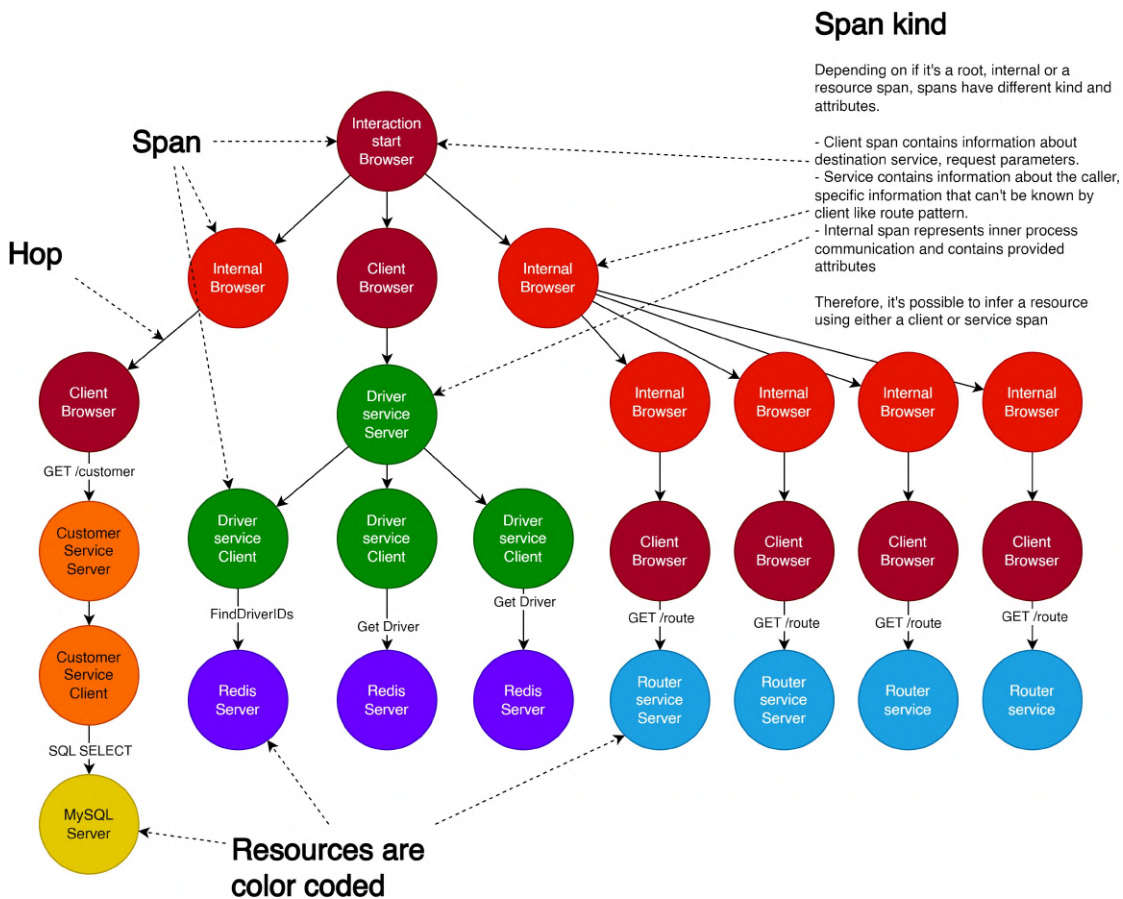 Span kind
Depending on if it's a root, internal or a
resource span, spans have different kind and
attributes.
- Client span contains information about
destination service, request parameters.
- Service contains information about the caller,
specific information that can't be known by
client like route pattern.
- Internal span represents inner process
communication and contains provided
attributes
Therefore, it's possible to infer a resource
using either a client or service span
Span
Interaction
start
Browser
Hop
Internal
Browser
Client
Browser
Internal
Browser
Client
Browser
Driver
service
Server
Internal
Browser
Internal
Browser
Internal
Browser
Internal
Browser
GET /customer
Customer
Service
Server
Driver
service
Client
Driver
service
Client
Driver
service
Client
Client
Browser
Client
Browser
Client
Browser
Client
Browser
FindDriverIDs
Get Driver
Get Driver
GET /route
GET /route
GET /route
GET /route
Customer
Service
Client
Redis
Server
Redis
Server
Redis
Server
Router
service
Server
Router
service
Server
Router
service
Router
service
SQL SELECT
MySQL
Server
Resources are
color coded